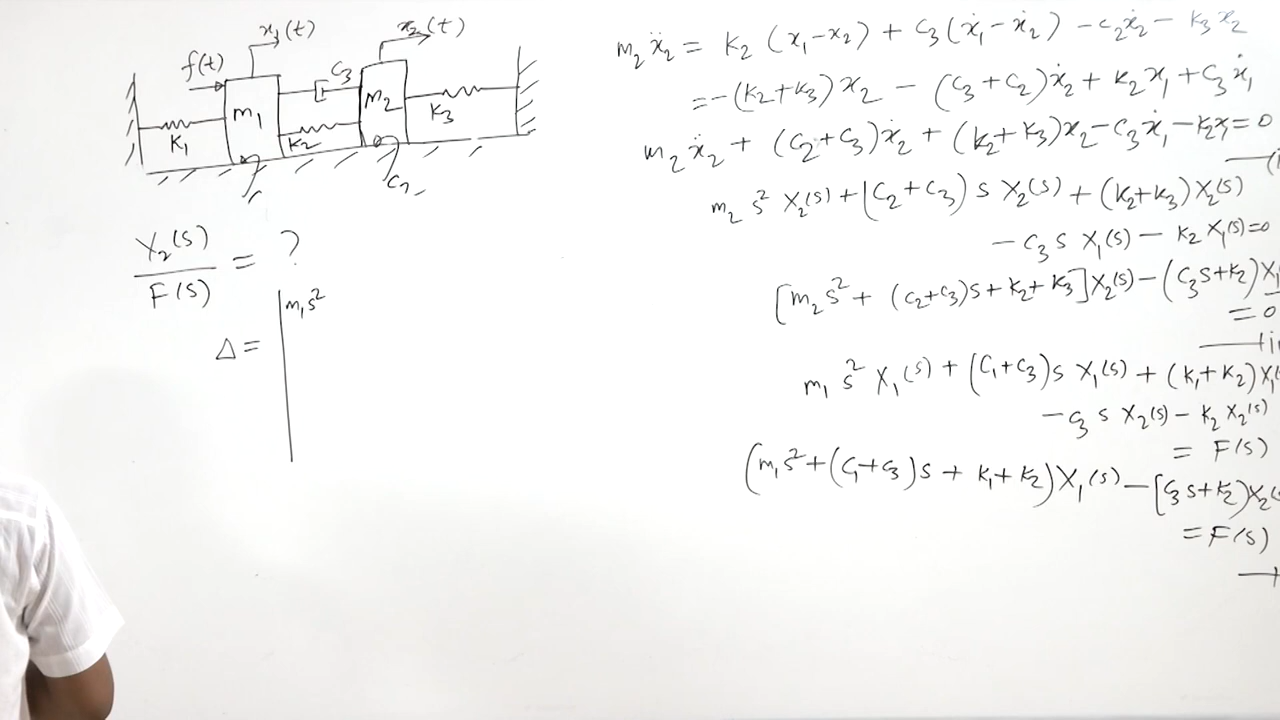 x₁(t) x₂(t)
f(t) C₃
m₁ m₂
K₁ K₂ K₃
C₂
X₂(s)/F(s) = ?
Δ = | m₁s²
m₂ẍ₂ = K₂(x₁−x₂) + C₃(ẋ₁−ẋ₂) − C₂ẋ₂ − K₃x₂
= −(K₂+K₃)x₂ − (C₃+C₂)ẋ₂ + K₂x₁ + C₃ẋ₁
m₂ẍ₂ + (C₂+C₃)ẋ₂ + (K₂+K₃)x₂ − C₃ẋ₁ − K₂x₁ = 0
m₂s²X₂(s) + (C₂+C₃)sX₂(s) + (K₂+K₃)X₂(s)
− C₃sX₁(s) − K₂X₁(s) = 0
[m₂s² + (C₂+C₃)s + K₂ + K₃]X₂(s) − (C₃s+K₂)X₁
= 0
m₁s²X₁(s) + (C₁+C₃)sX₁(s) + (K₁+K₂)X₁(
− C₃sX₂(s) − K₂X₂(s)
= F(s)
(m₁s² + (C₁+C₃)s + K₁ + K₂)X₁(s) − [C₃s+K₂)X₂(
= F(s)